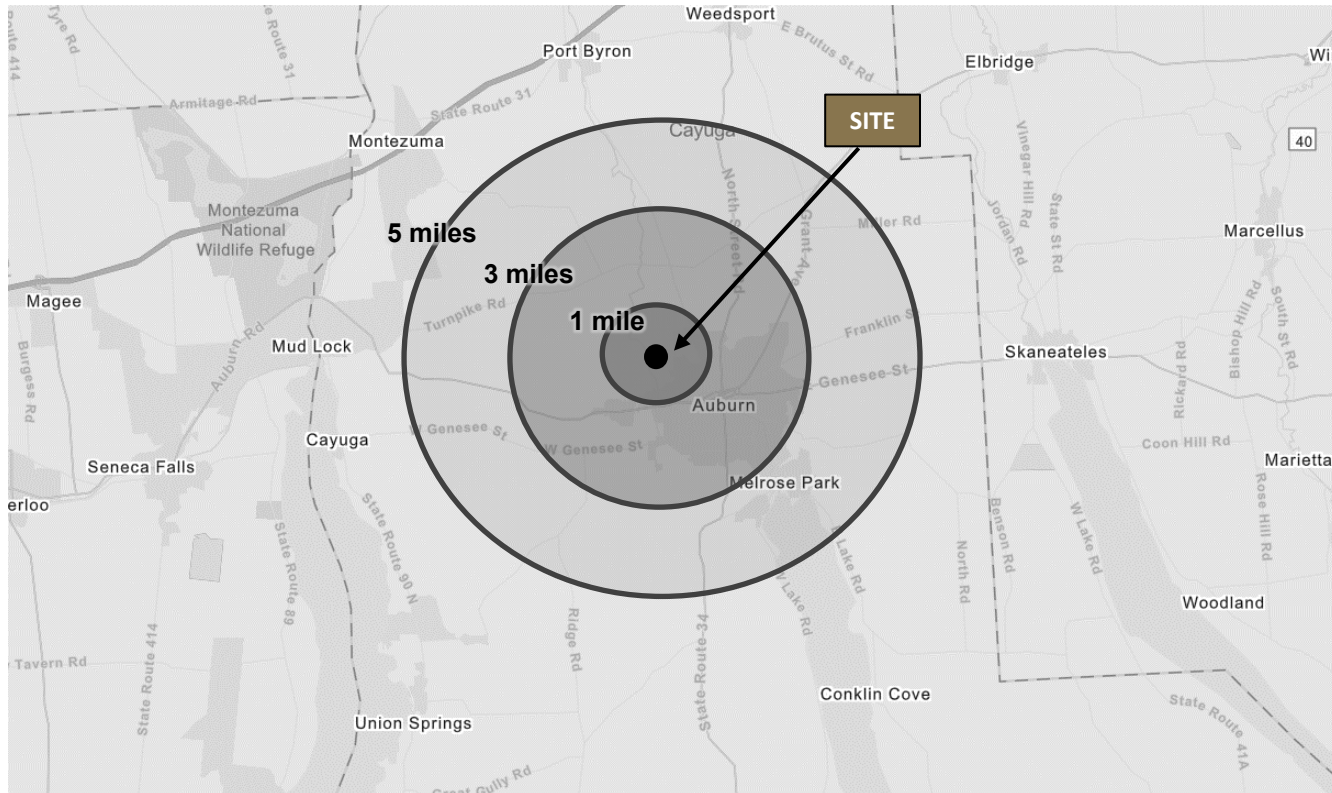 Route 414
Tyre Rd
State Route 31
Weedsport
Port Byron
E Brutus St Rd
Elbridge
Armitage Rd
State Route 31
SITE
Montezuma
Cayuga
Vinegar Hill Rd
40
North Street Rd
Grant Ave
Miller Rd
Jordan Rd
State St Rd
Montezuma
National
Wildlife Refuge
5 miles
Marcellus
3 miles
Magee
Turnpike Rd
1 mile
Franklin S
Bishop Hill Rd
South St Rd
Auburn Rd
Mud Lock
Skaneateles
Burgess Rd
E Genesee St
Rickard Rd
Auburn
W Genesee St
Cayuga
W Genesee St
Coon Hill Rd
Seneca Falls
Marietta
Melrose Park
erloo
State Route 90 N
Benson Rd
W Lake Rd
Rose Hill Rd
State Route 89
E Lake Rd
North Rd
W Lake Rd
Woodland
Ridge Rd
State Route 34
State Route 414
Tavern Rd
Conklin Cove
Union Springs
State Route 41A
Great Gully Rd